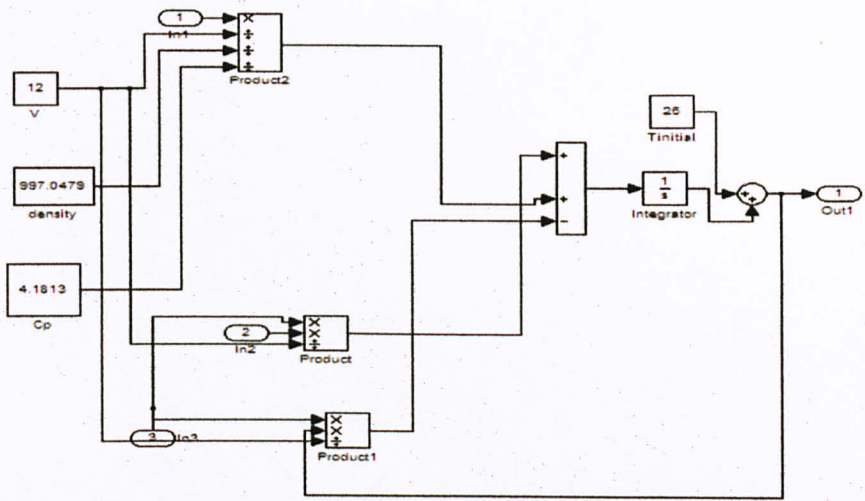 1
In1
×
÷
÷
÷
Product2
12
V
997.0479
density
4.1813
Cp
25
Tinitial
+
+
−
1
s
Integrator
+
+
1
Out1
2
In2
×
×
÷
Product
3
In3
×
×
÷
Product1